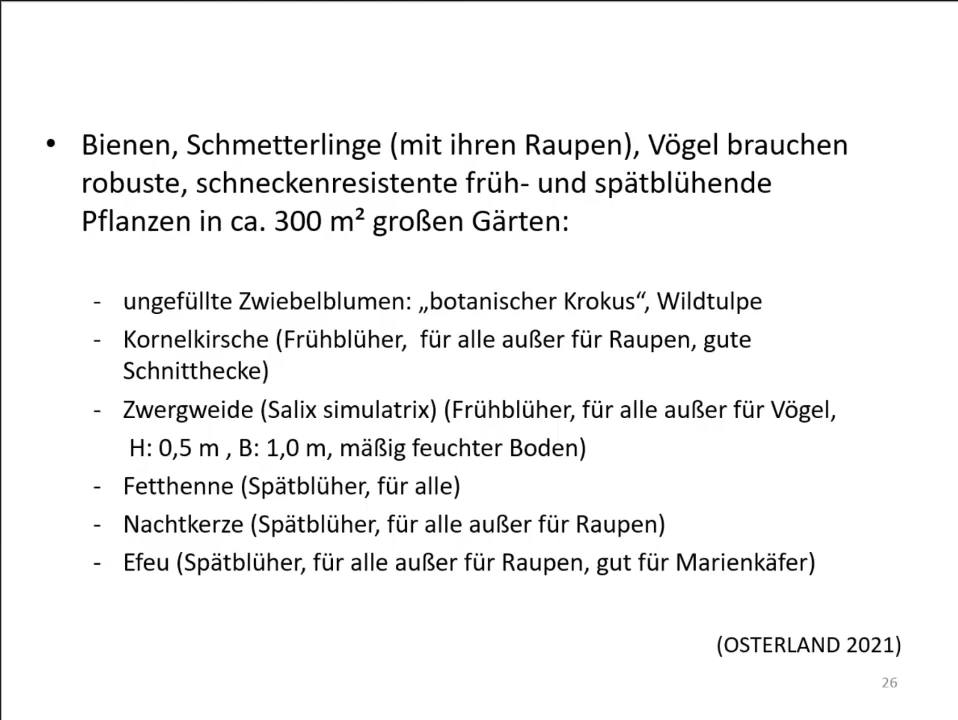 • Bienen, Schmetterlinge (mit ihren Raupen), Vögel brauchen
robuste, schneckenresistente früh- und spätblühende
Pflanzen in ca. 300 m² großen Gärten:
- ungefüllte Zwiebelblumen: „botanischer Krokus“, Wildtulpe
- Kornelkirsche (Frühblüher,  für alle außer für Raupen, gute
Schnitthecke)
- Zwergweide (Salix simulatrix) (Frühblüher, für alle außer für Vögel,
H: 0,5 m , B: 1,0 m, mäßig feuchter Boden)
- Fetthenne (Spätblüher, für alle)
- Nachtkerze (Spätblüher, für alle außer für Raupen)
- Efeu (Spätblüher, für alle außer für Raupen, gut für Marienkäfer)
(OSTERLAND 2021)
26